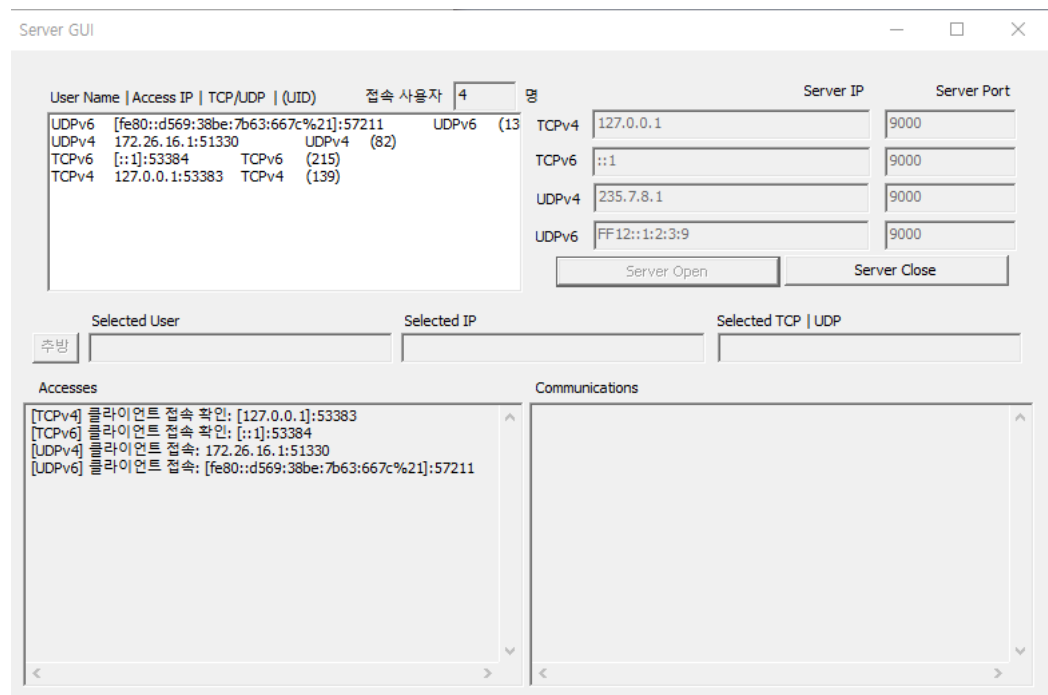 Server GUI
User Name | Access IP | TCP/UDP | (UID) 접속 사용자 4 명
Server IP Server Port
UDPv6 [fe80::d569:38be:7b63:667c%21]:57211 UDPv6 (13
UDPv4 172.26.16.1:51330 UDPv4 (82)
TCPv6 [::1]:53384 TCPv6 (215)
TCPv4 127.0.0.1:53383 TCPv4 (139)
TCPv4 127.0.0.1 9000
TCPv6 ::1 9000
UDPv4 235.7.8.1 9000
UDPv6 FF12::1:2:3:9 9000
Server Open Server Close
Selected User Selected IP Selected TCP | UDP
추방
Accesses
[TCPv4] 클라이언트 접속 확인: [127.0.0.1]:53383
[TCPv6] 클라이언트 접속 확인: [::1]:53384
[UDPv4] 클라이언트 접속: 172.26.16.1:51330
[UDPv6] 클라이언트 접속: [fe80::d569:38be:7b63:667c%21]:57211
Communications